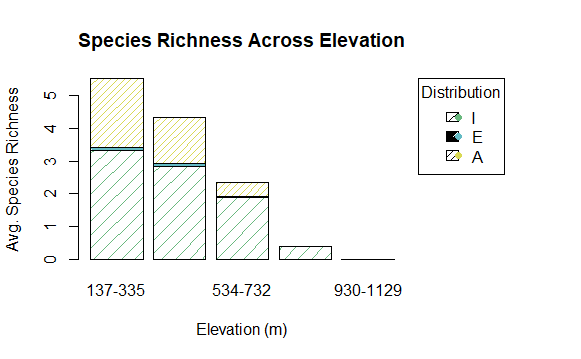 Species Richness Across Elevation
Avg. Species Richness
5
4
3
2
1
0
137-335
534-732
930-1129
Elevation (m)
Distribution
I
E
A